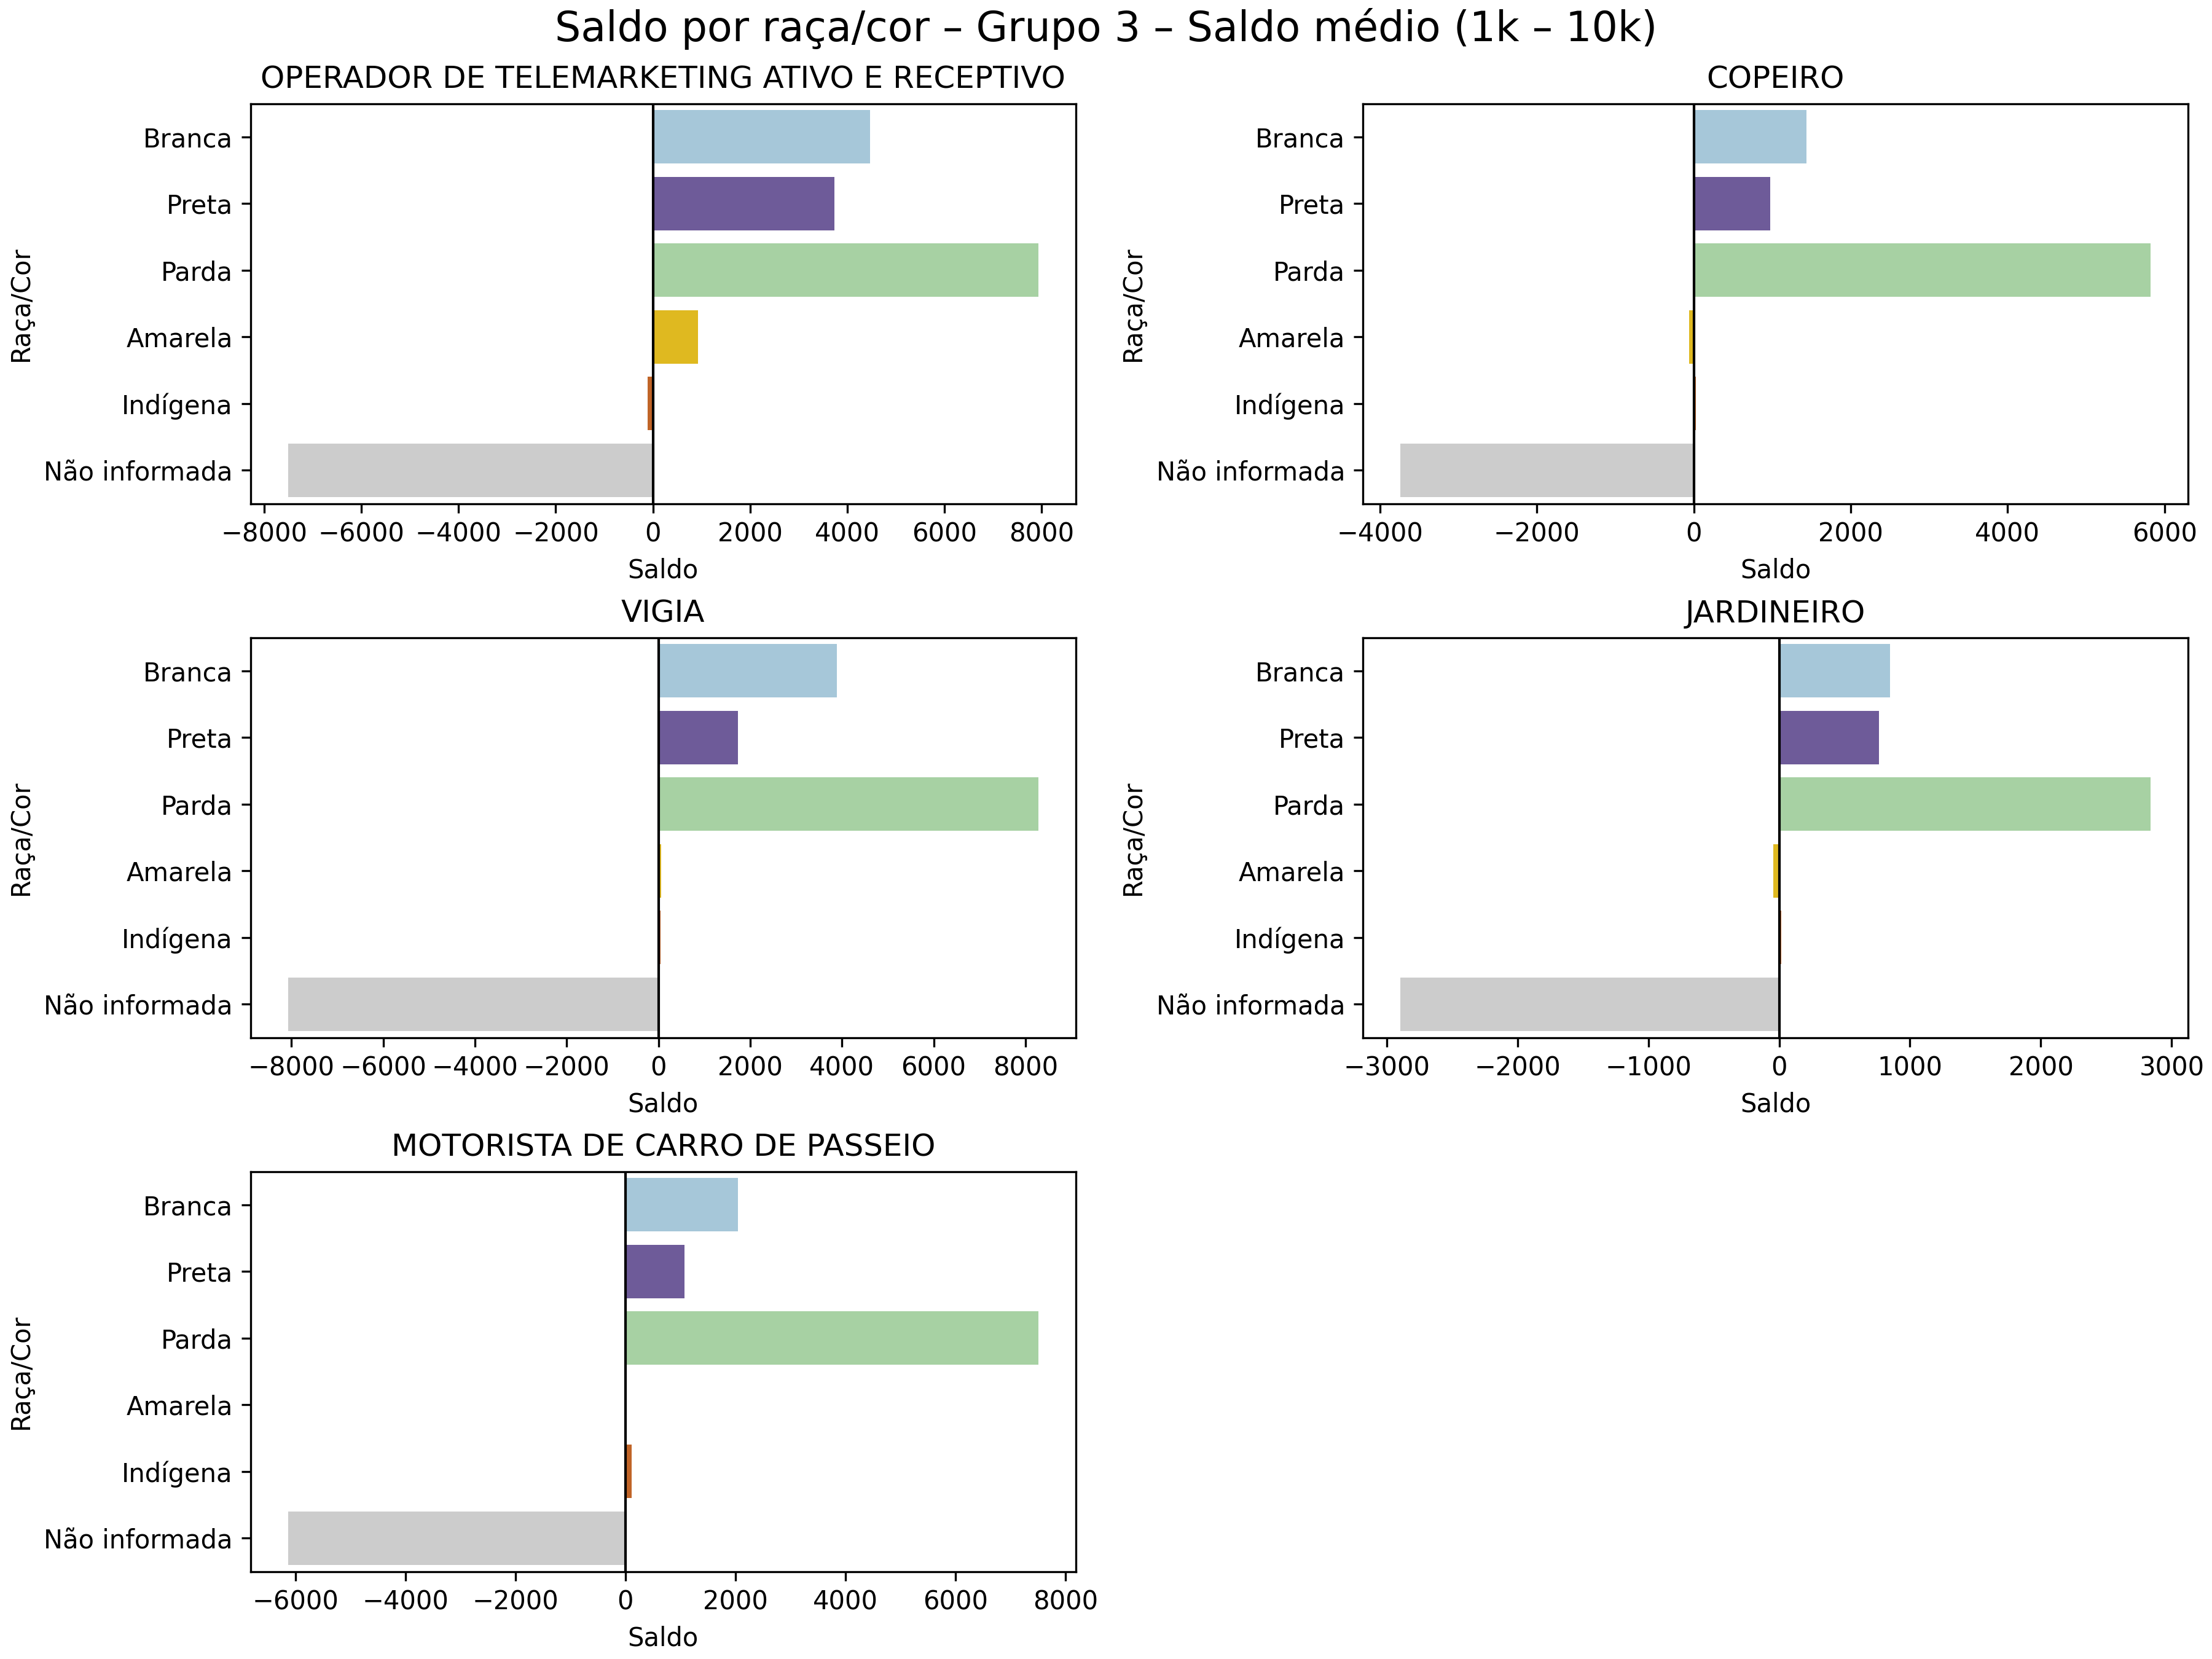 Saldo por raça/cor – Grupo 3 – Saldo médio (1k – 10k)
OPERADOR DE TELEMARKETING ATIVO E RECEPTIVO
Raça/Cor
Branca
Preta
Parda
Amarela
Indígena
Não informada
−8000 −6000 −4000 −2000 0 2000 4000 6000 8000
Saldo
COPEIRO
Raça/Cor
Branca
Preta
Parda
Amarela
Indígena
Não informada
−4000 −2000 0 2000 4000 6000
Saldo
VIGIA
Raça/Cor
Branca
Preta
Parda
Amarela
Indígena
Não informada
−8000 −6000 −4000 −2000 0 2000 4000 6000 8000
Saldo
JARDINEIRO
Raça/Cor
Branca
Preta
Parda
Amarela
Indígena
Não informada
−3000 −2000 −1000 0 1000 2000 3000
Saldo
MOTORISTA DE CARRO DE PASSEIO
Raça/Cor
Branca
Preta
Parda
Amarela
Indígena
Não informada
−6000 −4000 −2000 0 2000 4000 6000 8000
Saldo